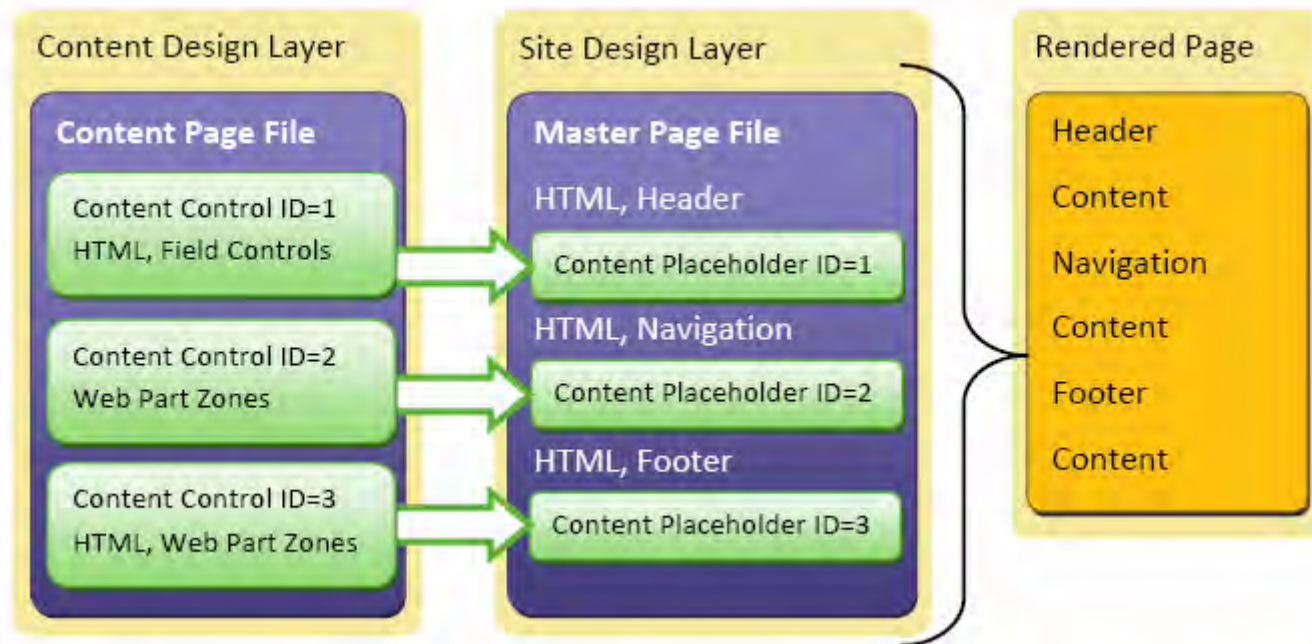 Content Design Layer
Content Page File
Content Control ID=1
HTML, Field Controls
Content Control ID=2
Web Part Zones
Content Control ID=3
HTML, Web Part Zones
Site Design Layer
Master Page File
HTML, Header
Content Placeholder ID=1
HTML, Navigation
Content Placeholder ID=2
HTML, Footer
Content Placeholder ID=3
Rendered Page
Header
Content
Navigation
Content
Footer
Content